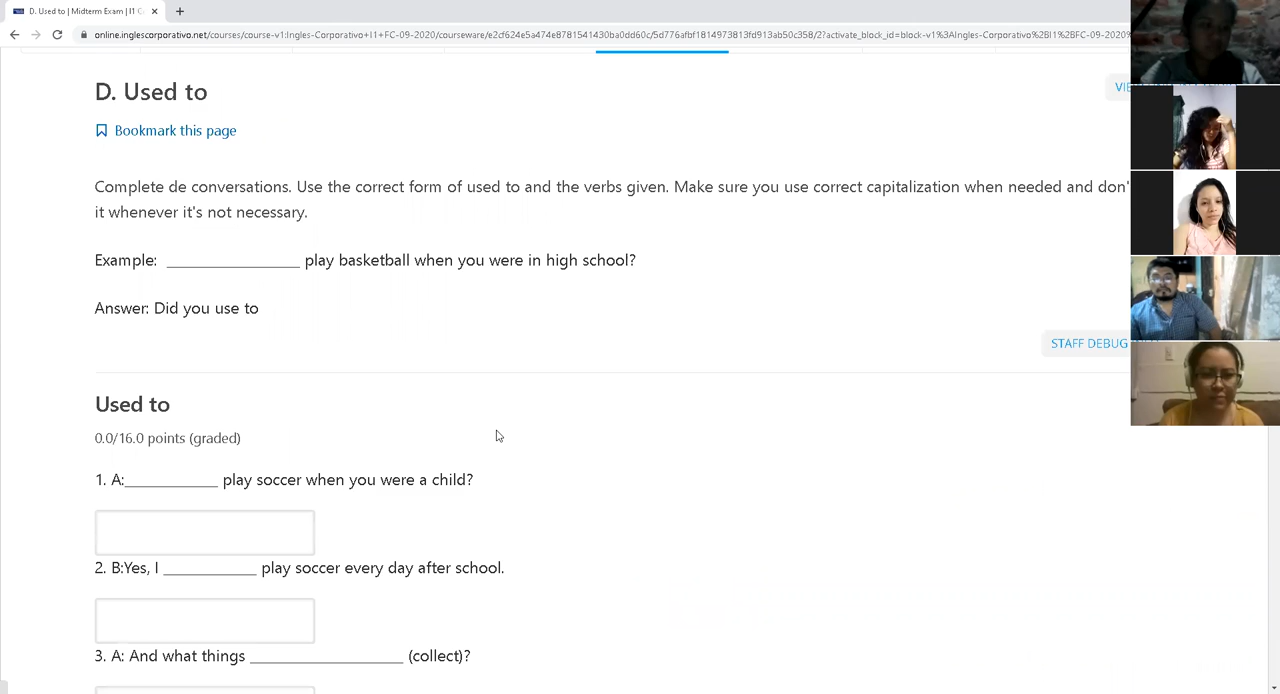 D. Used to | Midterm Exam | I1 C
online.inglescorporativo.net/courses/course-v1:Ingles-Corporativo+I1+FC-09-2020/courseware/e2cf624e5a474e8781541430ba0dd60c/5d776afbf1814973813fd913ab50c358/2?activate_block_id=block-v1%3AIngles-Corporativo%2BI1%2BFC-09-2020%
D. Used to
Bookmark this page
Complete de conversations. Use the correct form of used to and the verbs given. Make sure you use correct capitalization when needed and don'
it whenever it's not necessary.
Example: ________________ play basketball when you were in high school?
Answer: Did you use to
STAFF DEBUG
Used to
0.0/16.0 points (graded)
1. A:___________ play soccer when you were a child?
2. B:Yes, I ___________ play soccer every day after school.
3. A: And what things __________________ (collect)?